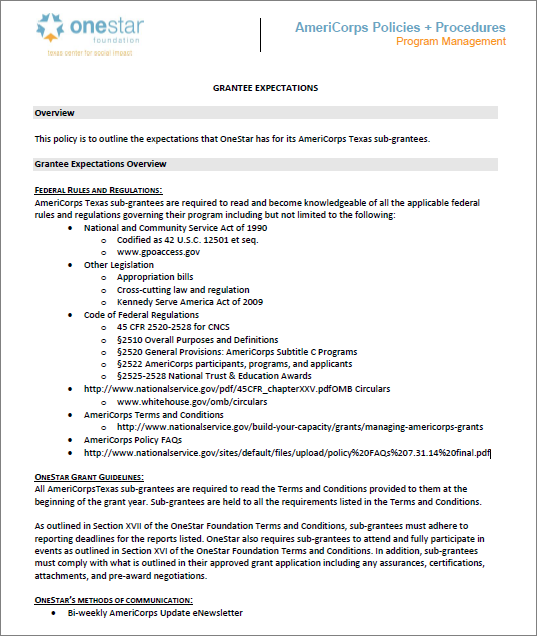 onestar
foundation
texas center for social impact
AmeriCorps Policies + Procedures
Program Management
GRANTEE EXPECTATIONS
Overview
This policy is to outline the expectations that OneStar has for its AmeriCorps Texas sub-grantees.
Grantee Expectations Overview
FEDERAL RULES AND REGULATIONS:
AmeriCorps Texas sub-grantees are required to read and become knowledgeable of all the applicable federal
rules and regulations governing their program including but not limited to the following:
• National and Community Service Act of 1990
o Codified as 42 U.S.C. 12501 et seq.
o www.gpoaccess.gov
• Other Legislation
o Appropriation bills
o Cross-cutting law and regulation
o Kennedy Serve America Act of 2009
• Code of Federal Regulations
o 45 CFR 2520-2528 for CNCS
o §2510 Overall Purposes and Definitions
o §2520 General Provisions: AmeriCorps Subtitle C Programs
o §2522 AmeriCorps participants, programs, and applicants
o §2525-2528 National Trust & Education Awards
• http://www.nationalservice.gov/pdf/45CFR_chapterXXV.pdfOMB Circulars
o www.whitehouse.gov/omb/circulars
• AmeriCorps Terms and Conditions
o http://www.nationalservice.gov/build-your-capacity/grants/managing-americorps-grants
• AmeriCorps Policy FAQs
• http://www.nationalservice.gov/sites/default/files/upload/policy%20FAQs%207.31.14%20final.pdf
ONESTAR GRANT GUIDELINES:
All AmeriCorpsTexas sub-grantees are required to read the Terms and Conditions provided to them at the
beginning of the grant year. Sub-grantees are held to all the requirements listed in the Terms and Conditions.
As outlined in Section XVII of the OneStar Foundation Terms and Conditions, sub-grantees must adhere to
reporting deadlines for the reports listed. OneStar also requires sub-grantees to attend and fully participate in
events as outlined in Section XVI of the OneStar Foundation Terms and Conditions. In addition, sub-grantees
must comply with what is outlined in their approved grant application including any assurances, certifications,
attachments, and pre-award negotiations.
ONESTAR'S METHODS OF COMMUNICATION:
• Bi-weekly AmeriCorps Update eNewsletter